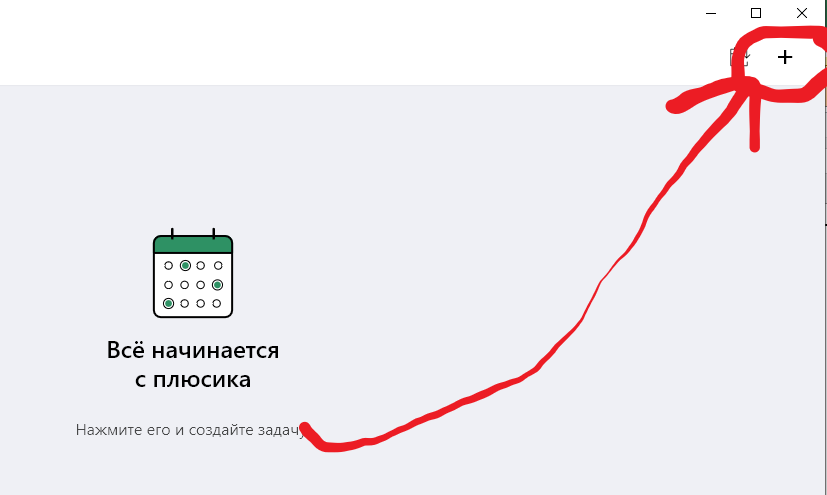 Всё начинается
с плюсика
Нажмите его и создайте задачу